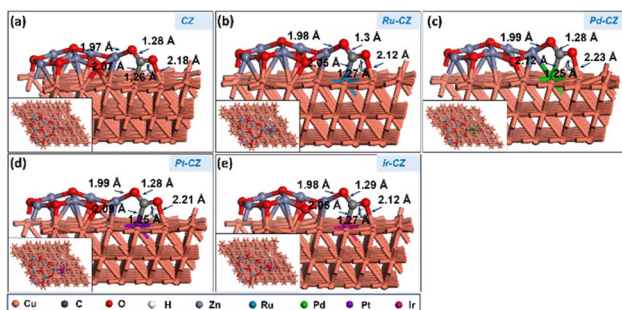 (a) CZ
1.28 Å
1.97 Å
2.07 Å
2.18 Å
1.26 Å
(b) Ru-CZ
1.3 Å
1.98 Å
2.05 Å
2.12 Å
1.27 Å
(c) Pd-CZ
1.99 Å
1.28 Å
2.12 Å
2.23 Å
1.25 Å
(d) Pt-CZ
1.99 Å
1.28 Å
2.21 Å
1.25 Å
(e) Ir-CZ
1.98 Å
1.29 Å
2.05 Å
2.12 Å
1.27 Å
Cu C O H Zn Ru Pd Pt Ir